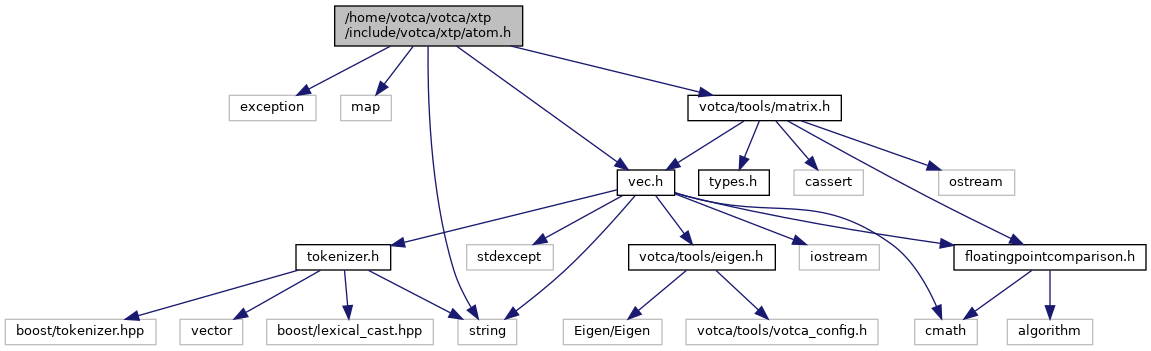 /home/votca/votca/xtp
/include/votca/xtp/atom.h
exception
map
votca/tools/matrix.h
vec.h
types.h
cassert
ostream
tokenizer.h
stdexcept
votca/tools/eigen.h
iostream
floatingpointcomparison.h
boost/tokenizer.hpp
vector
boost/lexical_cast.hpp
string
Eigen/Eigen
votca/tools/votca_config.h
cmath
algorithm